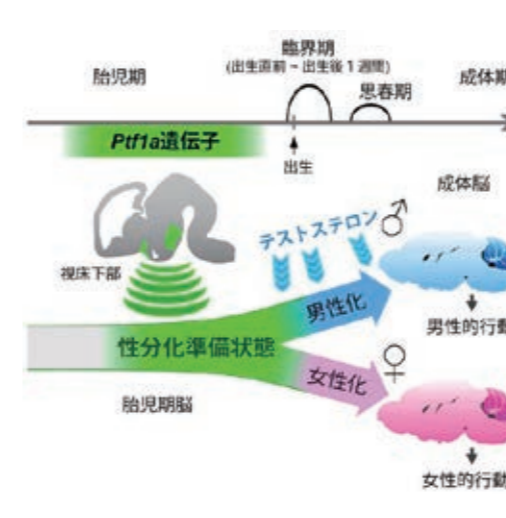 臨界期
(出生直前 ~ 出生後1週間)
胎児期
成体期
思春期
Ptf1a遺伝子
出生
成体脳
テストステロン
視床下部
男性化
男性的行動
性分化準備状態
女性化
胎児期脳
女性的行動